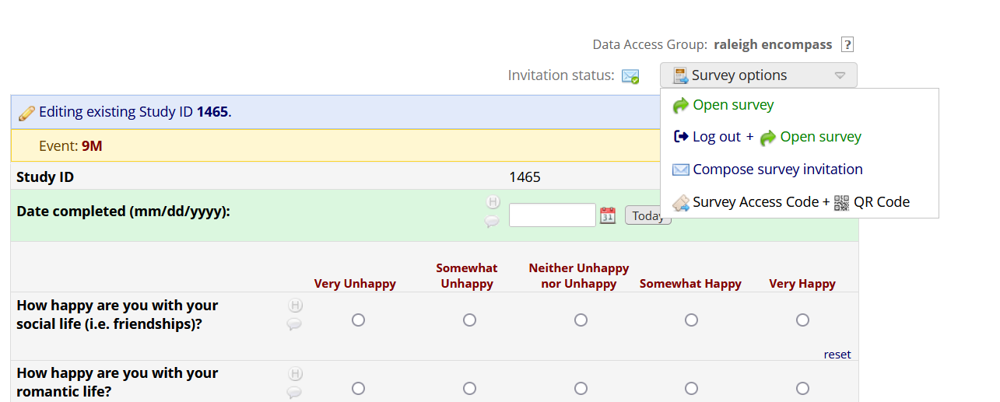 Data Access Group: raleigh encompass ?
Invitation status: Survey options
Open survey
Log out + Open survey
Compose survey invitation
Survey Access Code + QR Code
Editing existing Study ID 1465.
Event: 9M
Study ID 1465
Date completed (mm/dd/yyyy): H 31 Today
Very Unhappy
Somewhat
Unhappy
Neither Unhappy
nor Unhappy
Somewhat Happy
Very Happy
How happy are you with your
social life (i.e. friendships)?
H
reset
How happy are you with your
romantic life?
H